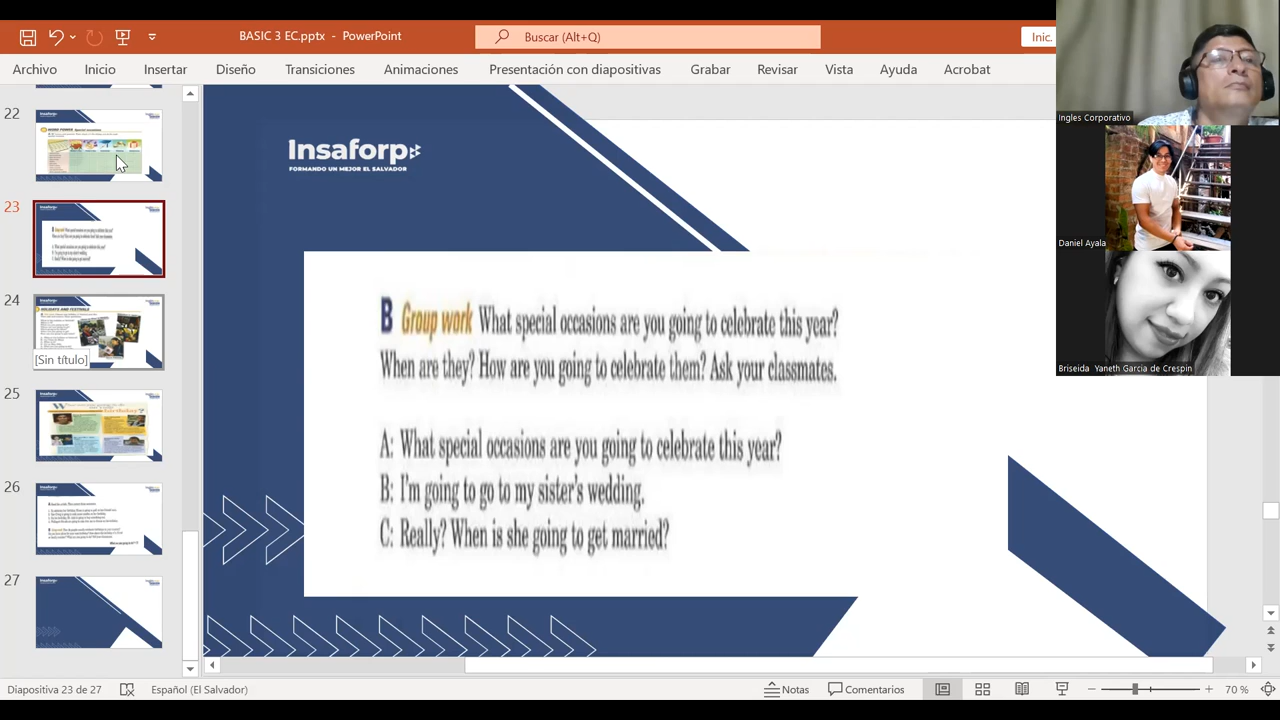 BASIC 3 EC.pptx - PowerPoint
Buscar (Alt+Q)
Inic.
Archivo Inicio Insertar Diseño Transiciones Animaciones Presentación con diapositivas Grabar Revisar Vista Ayuda Acrobat
22
23
24
[Sin título]
25
26
27
Insaforp
FORMANDO UN MEJOR EL SALVADOR
B Group work What special occasions are you going to celebrate this year?
When are they? How are you going to celebrate them? Ask your classmates.
A: What special occasions are you going to celebrate this year?
B: I'm going to go to my sister's wedding.
C: Really? When is she going to get married?
Ingles Corporativo
Daniel Ayala
Briseida Yaneth Garcia de Crespin
Diapositiva 23 de 27 Español (El Salvador) Notas Comentarios 70 %